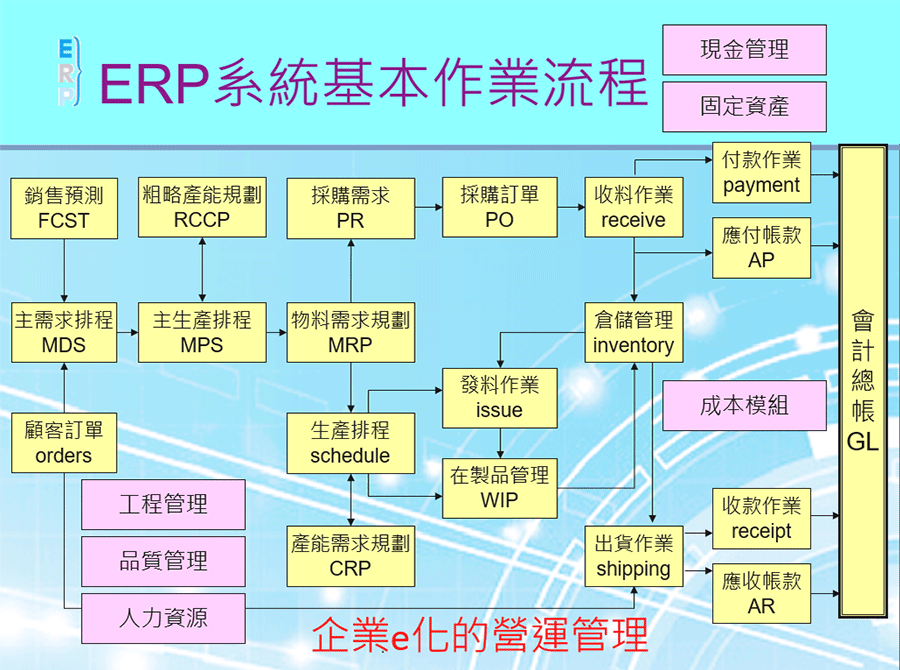 ERP
ERP系統基本作業流程
現金管理
固定資產
付款作業
payment
銷售預測
FCST
粗略產能規劃
RCCP
採購需求
PR
採購訂單
PO
收料作業
receive
應付帳款
AP
主需求排程
MDS
主生產排程
MPS
物料需求規劃
MRP
倉儲管理
inventory
會計總帳
GL
發料作業
issue
成本模組
顧客訂單
orders
生產排程
schedule
在製品管理
WIP
工程管理
收款作業
receipt
品質管理
產能需求規劃
CRP
出貨作業
shipping
應收帳款
AR
人力資源
企業e化的營運管理